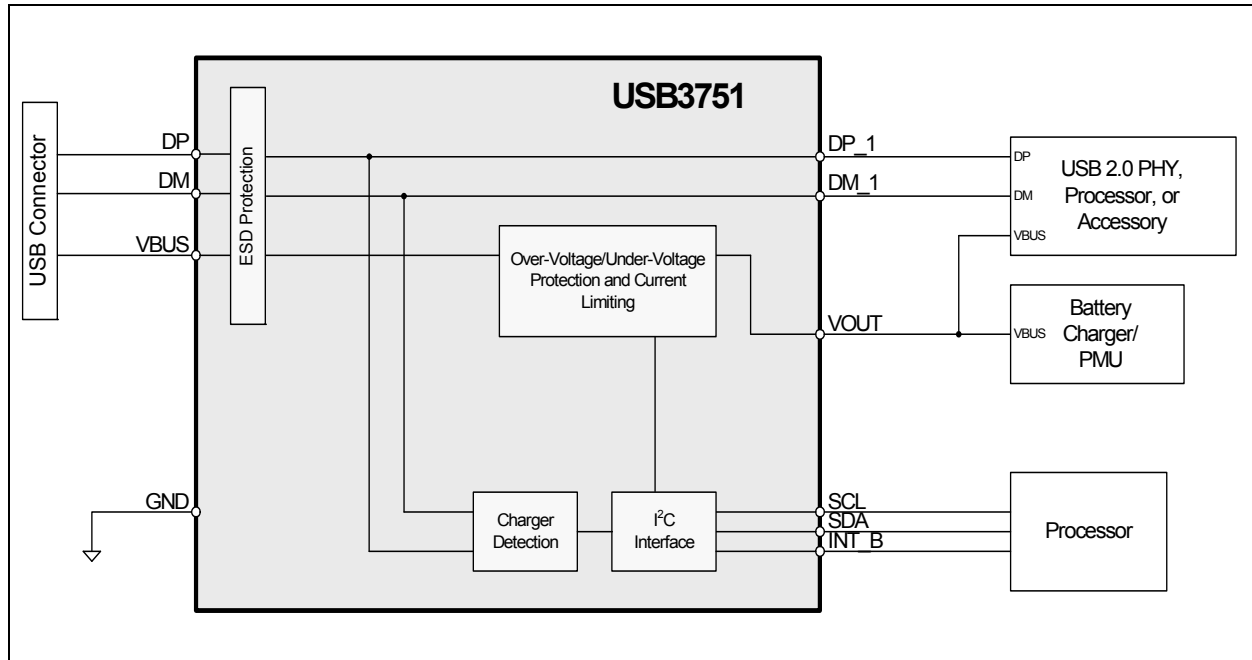 USB3751
USB Connector
DP
DM
VBUS
ESD Protection
Over-Voltage/Under-Voltage
Protection and Current
Limiting
DP_1
DM_1
DP
DM
VBUS
USB 2.0 PHY,
Processor, or
Accessory
VOUT
VBUS
Battery
Charger/
PMU
GND
Charger
Detection
I²C
Interface
SCL
SDA
INT_B
Processor